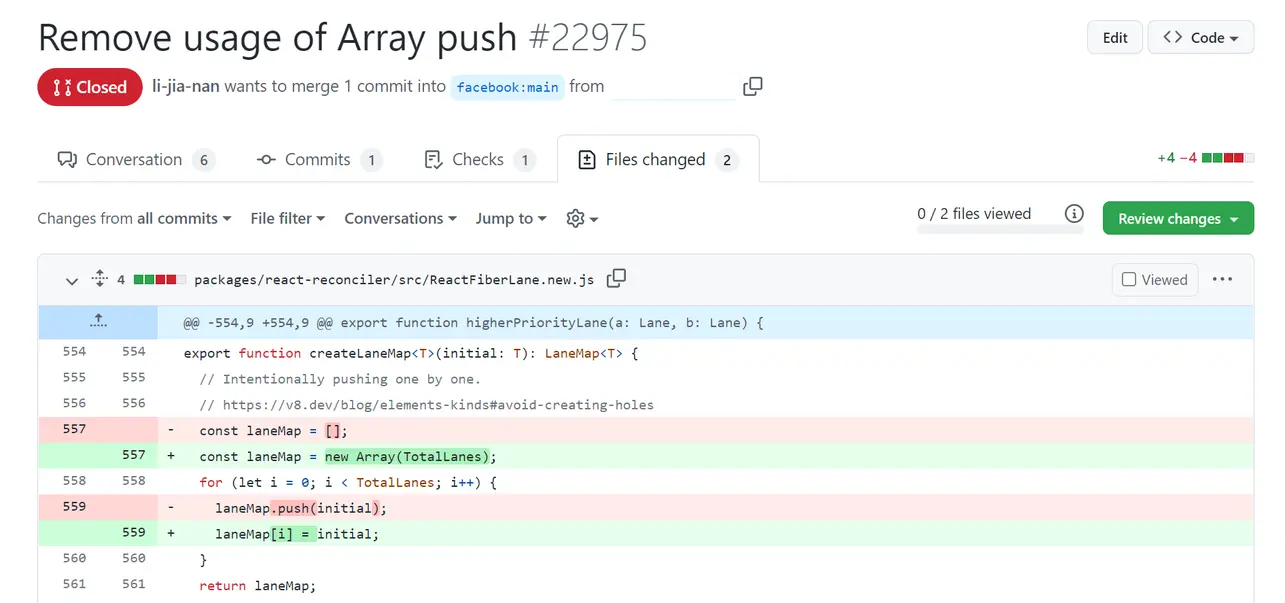 Remove usage of Array push #22975
Edit
Code
Closed
li-jia-nan wants to merge 1 commit into facebook:main from
Conversation 6
Commits 1
Checks 1
Files changed 2
+4 −4
Changes from all commits
File filter
Conversations
Jump to
0 / 2 files viewed
Review changes
4 packages/react-reconciler/src/ReactFiberLane.new.js
Viewed
@@ -554,9 +554,9 @@ export function higherPriorityLane(a: Lane, b: Lane) {
554 554 export function createLaneMap<T>(initial: T): LaneMap<T> {
555 555 // Intentionally pushing one by one.
556 556 // https://v8.dev/blog/elements-kinds#avoid-creating-holes
557 - const laneMap = [];
557 + const laneMap = new Array(TotalLanes);
558 558 for (let i = 0; i < TotalLanes; i++) {
559 - laneMap.push(initial);
559 + laneMap[i] = initial;
560 560 }
561 561 return laneMap;